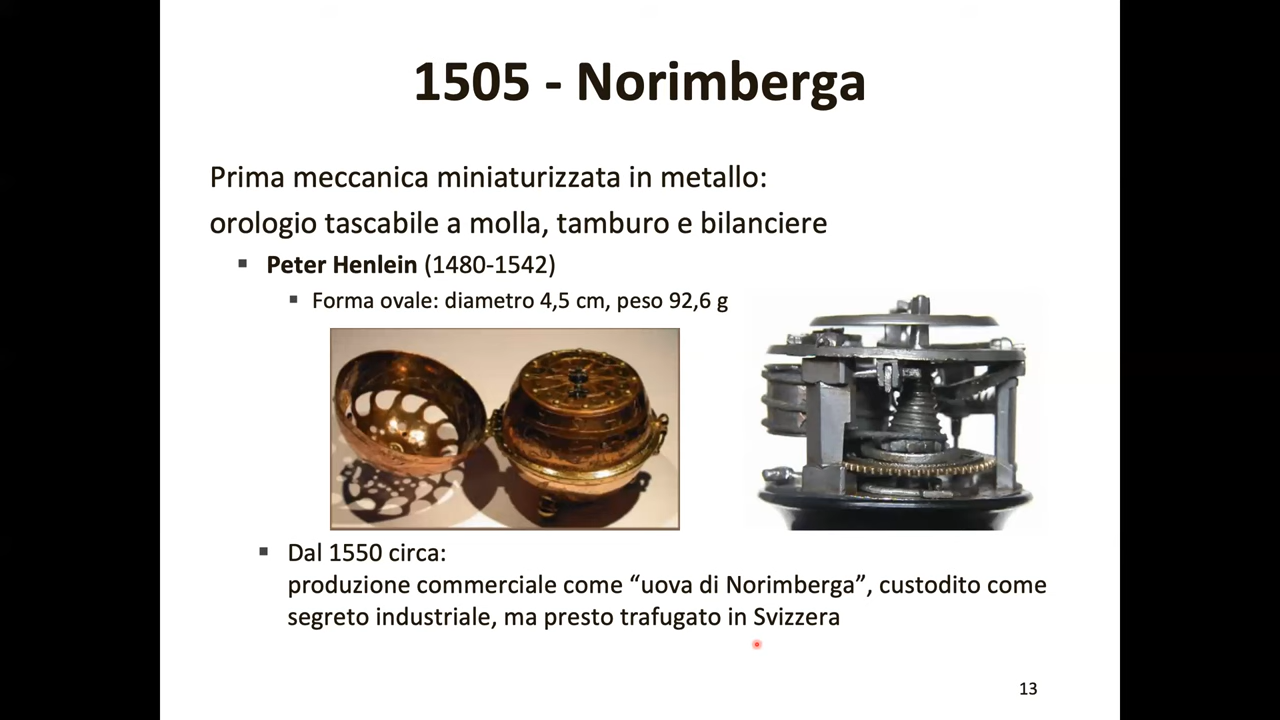 1505 - Norimberga
Prima meccanica miniaturizzata in metallo:
orologio tascabile a molla, tamburo e bilanciere
▪ Peter Henlein (1480-1542)
▪ Forma ovale: diametro 4,5 cm, peso 92,6 g
▪ Dal 1550 circa:
produzione commerciale come “uova di Norimberga”, custodito come
segreto industriale, ma presto trafugato in Svizzera
13